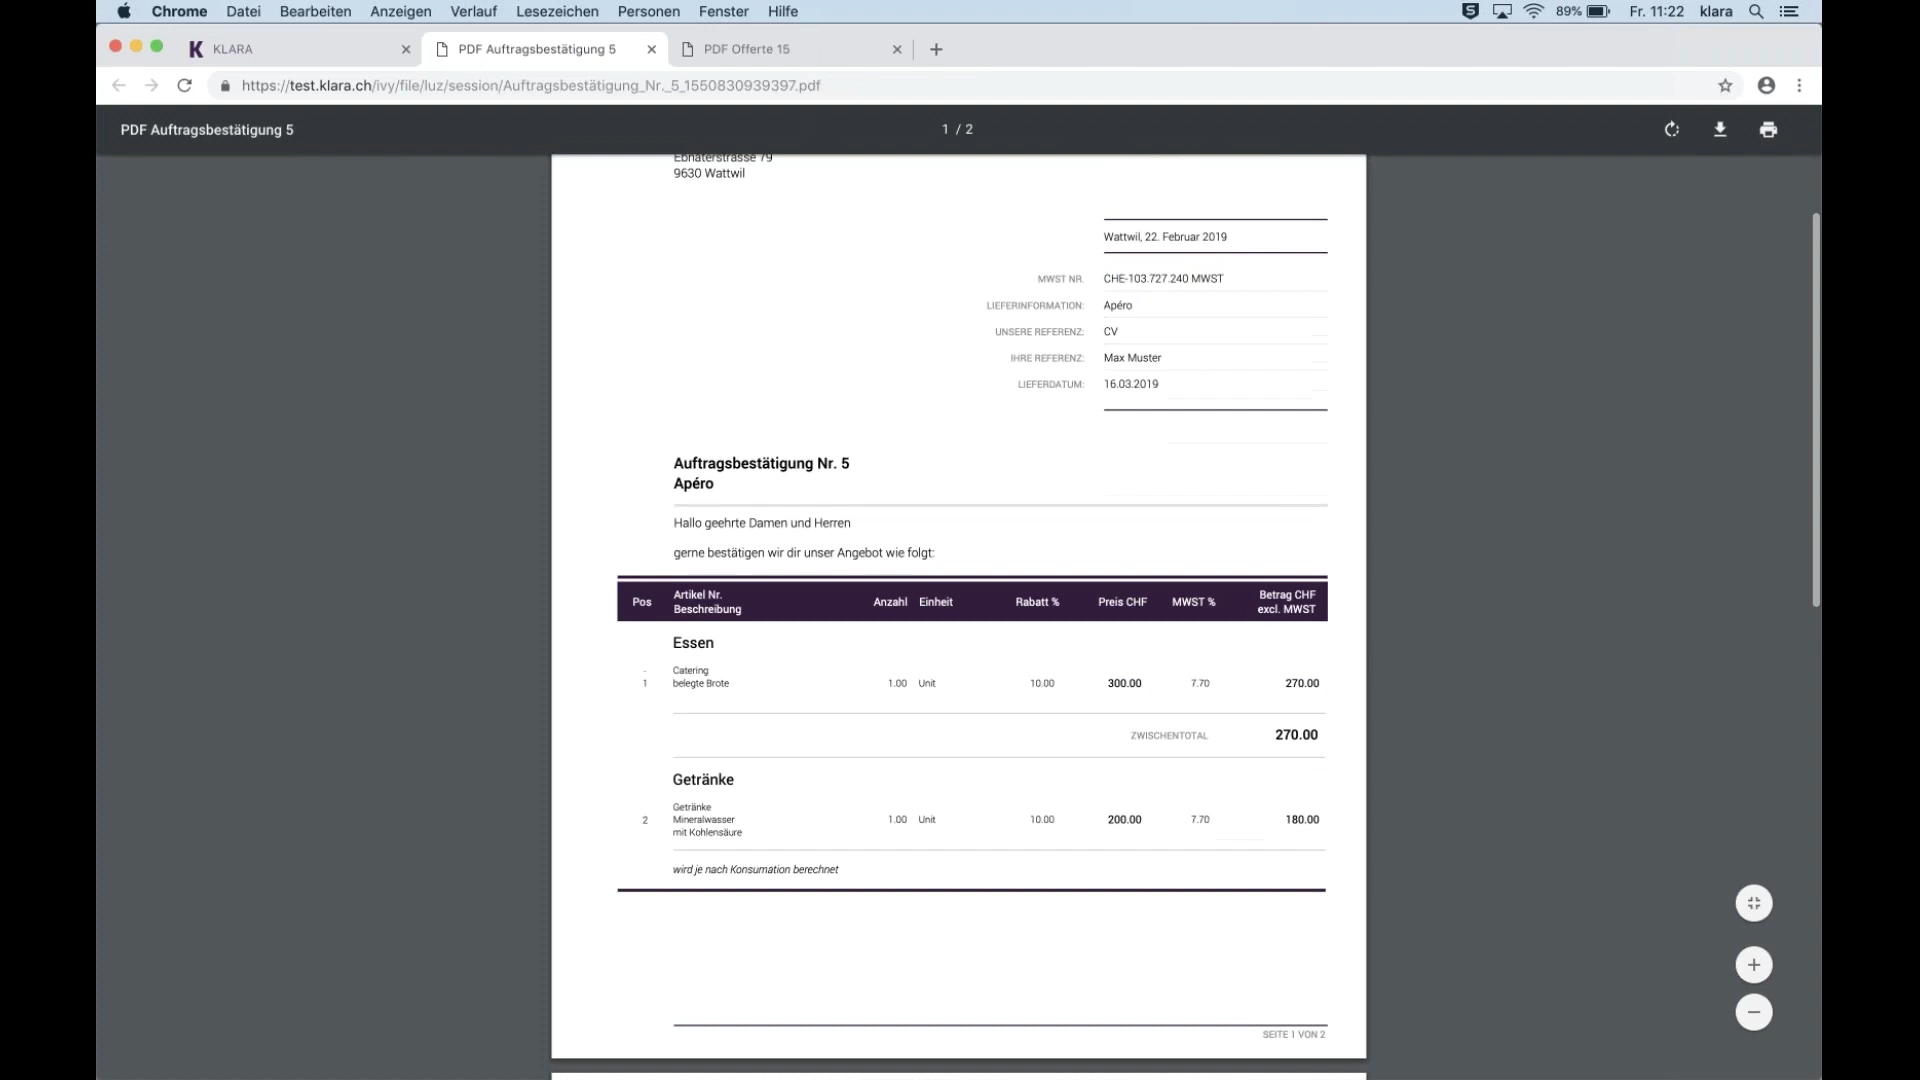 Chrome Datei Bearbeiten Anzeigen Verlauf Lesezeichen Personen Fenster Hilfe 89% Fr. 11:22 klara
KLARA PDF Auftragsbestätigung 5 PDF Offerte 15
https://test.klara.ch/ivy/file/luz/session/Auftragsbestätigung_Nr._5_1550830939397.pdf
PDF Auftragsbestätigung 5 1 / 2
Ebnaterstrasse 79
9630 Wattwil
Wattwil, 22. Februar 2019
MWST NR. CHE-103.727.240 MWST
LIEFERINFORMATION: Apéro
UNSERE REFERENZ: CV
IHRE REFERENZ: Max Muster
LIEFERDATUM: 16.03.2019
Auftragsbestätigung Nr. 5
Apéro
Hallo geehrte Damen und Herren
gerne bestätigen wir dir unser Angebot wie folgt:
Pos Artikel Nr. Beschreibung Anzahl Einheit Rabatt % Preis CHF MWST % Betrag CHF excl. MWST
Essen
Catering
1 belegte Brote 1.00 Unit 10.00 300.00 7.70 270.00
ZWISCHENTOTAL 270.00
Getränke
Getränke
2 Mineralwasser 1.00 Unit 10.00 200.00 7.70 180.00
mit Kohlensäure
wird je nach Konsumation berechnet
SEITE 1 VON 2